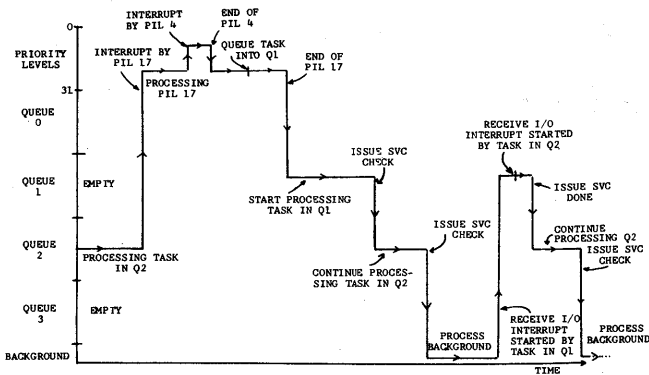 0
PRIORITY
LEVELS
31
QUEUE
0
QUEUE
1
QUEUE
2
QUEUE
3
BACKGROUND
EMPTY
EMPTY
PROCESSING TASK
IN Q2
INTERRUPT BY
PIL 17
INTERRUPT
BY PIL 4
END OF
PIL 4
PROCESSING
PIL 17
QUEUE TASK
INTO Q1
END OF
PIL 17
START PROCESSING
TASK IN Q1
ISSUE SVC
CHECK
CONTINUE PROCES-
SING TASK IN Q2
ISSUE SVC
CHECK
PROCESS
BACKGROUND
RECEIVE I/O
INTERRUPT STARTED
BY TASK IN Q2
RECEIVE I/O
INTERRUPT
STARTED BY
TASK IN Q1
ISSUE SVC
DONE
CONTINUE
PROCESSING Q2
ISSUE SVC
CHECK
PROCESS
BACKGROUND
TIME